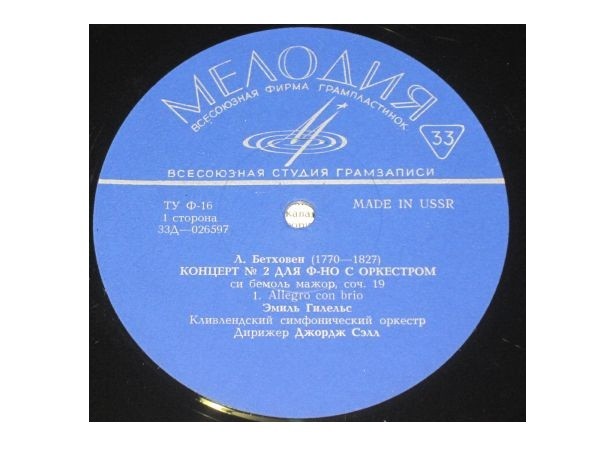 МЕЛОДИЯ
ВСЕСОЮЗНАЯ ФИРМА ГРАМПЛАСТИНОК
33
ВСЕСОЮЗНАЯ СТУДИЯ ГРАМЗАПИСИ
ТУ Ф-16
MADE IN USSR
1 сторона
33Д—026597
Л. Бетховен (1770—1827)
КОНЦЕРТ № 2 ДЛЯ Ф-НО С ОРКЕСТРОМ
си бемоль мажор, соч. 19
1. Allegro con brio
Эмиль Гилельс
Кливлендский симфонический оркестр
Дирижер Джордж Сэлл